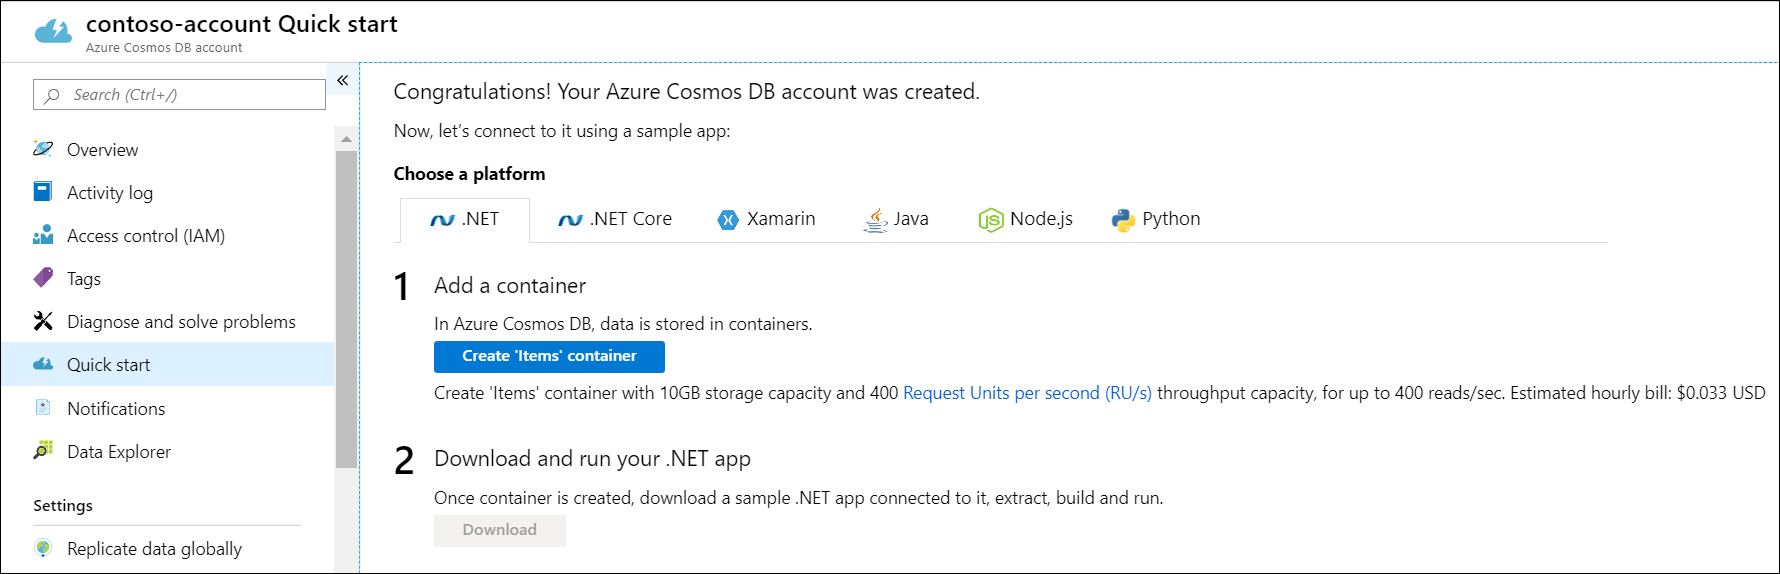 contoso-account Quick start
Azure Cosmos DB account
Search (Ctrl+/)
«
Overview
Activity log
Access control (IAM)
Tags
Diagnose and solve problems
Quick start
Notifications
Data Explorer
Settings
Replicate data globally
Congratulations! Your Azure Cosmos DB account was created.
Now, let's connect to it using a sample app:
Choose a platform
.NET .NET Core Xamarin Java Node.js Python
1 Add a container
In Azure Cosmos DB, data is stored in containers.
Create 'Items' container
Create 'Items' container with 10GB storage capacity and 400 Request Units per second (RU/s) throughput capacity, for up to 400 reads/sec. Estimated hourly bill: $0.033 USD
2 Download and run your .NET app
Once container is created, download a sample .NET app connected to it, extract, build and run.
Download